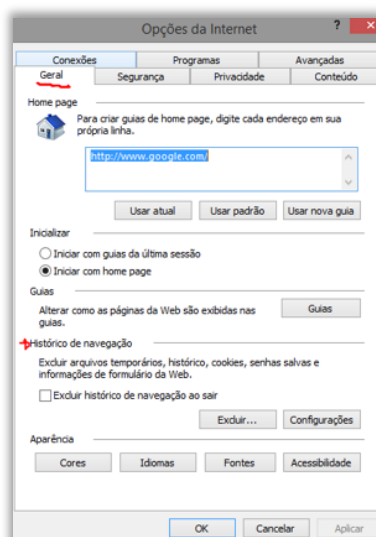 Opções da Internet
Conexões Programas Avançadas
Geral Segurança Privacidade Conteúdo
Home page
Para criar guias de home page, digite cada endereço em sua
própria linha.
http://www.google.com/
Usar atual Usar padrão Usar nova guia
Inicializar
Iniciar com guias da última sessão
Iniciar com home page
Guias
Alterar como as páginas da Web são exibidas nas
guias.
Guias
Histórico de navegação
Excluir arquivos temporários, histórico, cookies, senhas salvas e
informações de formulário da Web.
Excluir histórico de navegação ao sair
Excluir... Configurações
Aparência
Cores Idiomas Fontes Acessibilidade
OK Cancelar Aplicar